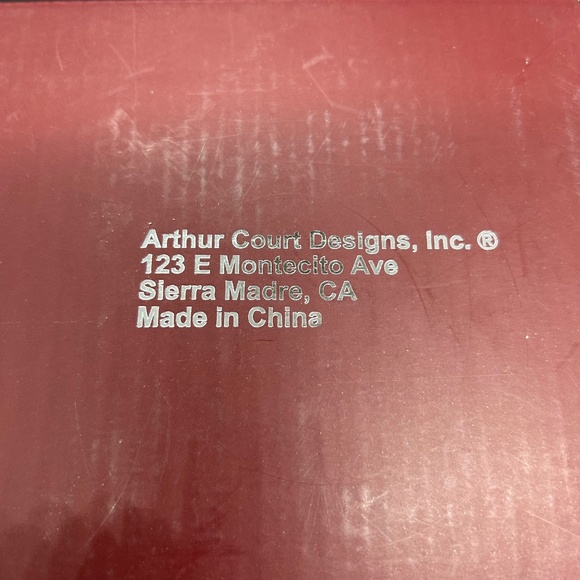 Arthur Court Designs, Inc. ®
123 E Montecito Ave
Sierra Madre, CA
Made in China